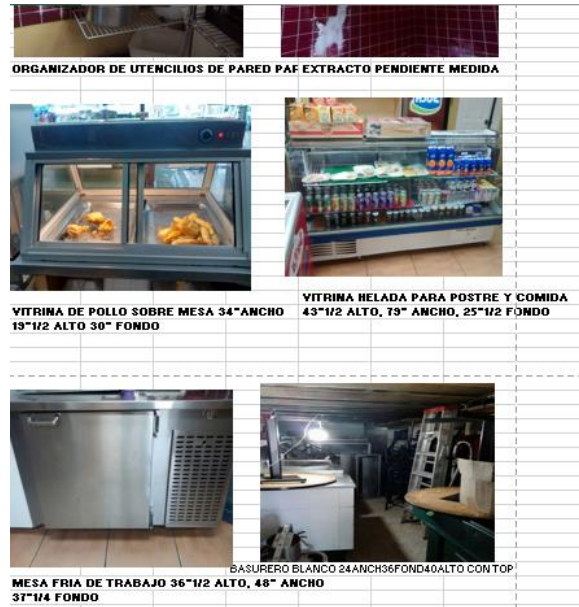 ORGANIZADOR DE UTENCILIOS DE PARED PAF
EXTRACTO PENDIENTE MEDIDA
VITRINA DE POLLO SOBRE MESA 34"ANCHO
19"1/2 ALTO 30" FONDO
VITRINA HELADA PARA POSTRE Y COMIDA
43"1/2 ALTO, 79" ANCHO, 25"1/2 FONDO
BASURERO BLANCO 24ANCH36FOND40ALTO CON TOP
MESA FRIA DE TRABAJO 36"1/2 ALTO, 48" ANCHO
37"1/4 FONDO